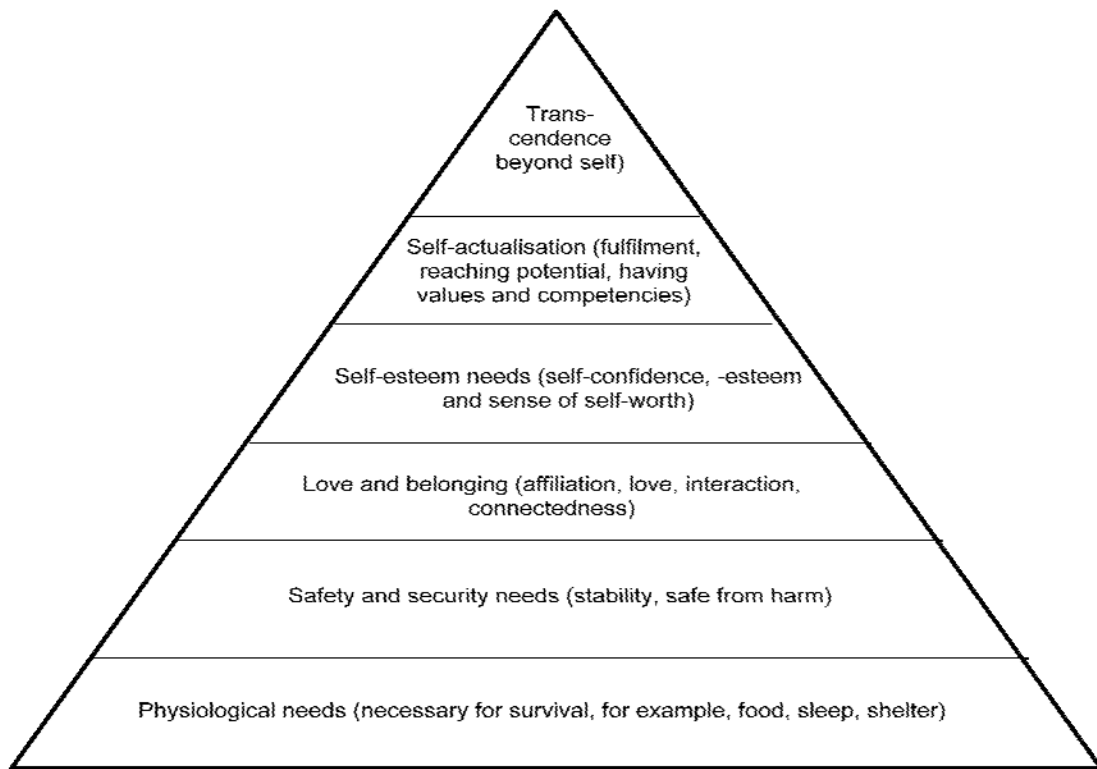 Trans-
cendence
beyond self)
Self-actualisation (fulfilment,
reaching potential, having
values and competencies)
Self-esteem needs (self-confidence, -esteem
and sense of self-worth)
Love and belonging (affiliation, love, interaction,
connectedness)
Safety and security needs (stability, safe from harm)
Physiological needs (necessary for survival, for example, food, sleep, shelter)